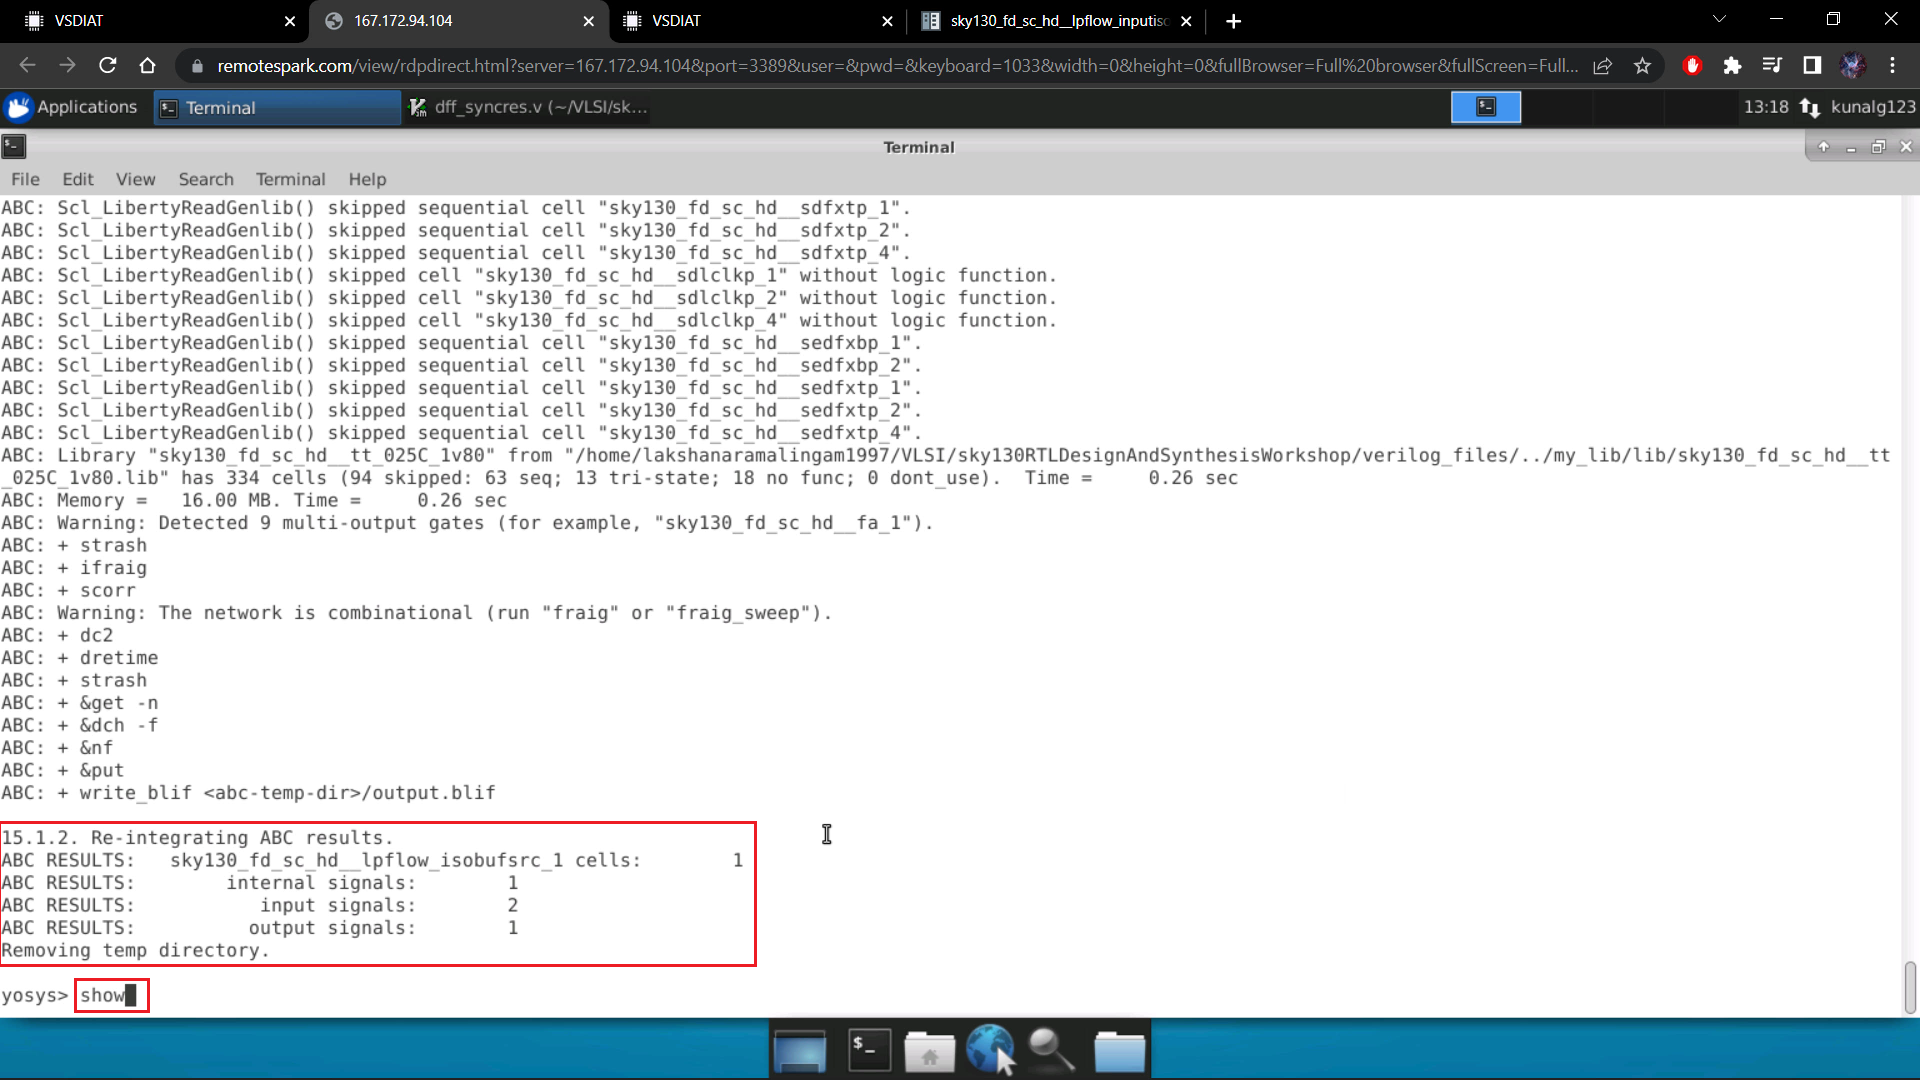 VSDIAT
167.172.94.104
VSDIAT
sky130_fd_sc_hd__lpflow_inputiso
remotespark.com/view/rdpdirect.html?server=167.172.94.104&port=3389&user=&pwd=&keyboard=1033&width=0&height=0&fullBrowser=Full%20browser&fullScreen=Full...
Applications
Terminal
dff_syncres.v (~/VLSI/sk...
13:18
kunalg123
Terminal
File Edit View Search Terminal Help
ABC: Scl_LibertyReadGenlib() skipped sequential cell "sky130_fd_sc_hd__sdfxtp_1".
ABC: Scl_LibertyReadGenlib() skipped sequential cell "sky130_fd_sc_hd__sdfxtp_2".
ABC: Scl_LibertyReadGenlib() skipped sequential cell "sky130_fd_sc_hd__sdfxtp_4".
ABC: Scl_LibertyReadGenlib() skipped cell "sky130_fd_sc_hd__sdlclkp_1" without logic function.
ABC: Scl_LibertyReadGenlib() skipped cell "sky130_fd_sc_hd__sdlclkp_2" without logic function.
ABC: Scl_LibertyReadGenlib() skipped cell "sky130_fd_sc_hd__sdlclkp_4" without logic function.
ABC: Scl_LibertyReadGenlib() skipped sequential cell "sky130_fd_sc_hd__sedfxbp_1".
ABC: Scl_LibertyReadGenlib() skipped sequential cell "sky130_fd_sc_hd__sedfxbp_2".
ABC: Scl_LibertyReadGenlib() skipped sequential cell "sky130_fd_sc_hd__sedfxtp_1".
ABC: Scl_LibertyReadGenlib() skipped sequential cell "sky130_fd_sc_hd__sedfxtp_2".
ABC: Scl_LibertyReadGenlib() skipped sequential cell "sky130_fd_sc_hd__sedfxtp_4".
ABC: Library "sky130_fd_sc_hd__tt_025C_1v80" from "/home/lakshanaramalingam1997/VLSI/sky130RTLDesignAndSynthesisWorkshop/verilog_files/../my_lib/lib/sky130_fd_sc_hd__tt
_025C_1v80.lib" has 334 cells (94 skipped: 63 seq; 13 tri-state; 18 no func; 0 dont_use).  Time =     0.26 sec
ABC: Memory =   16.00 MB. Time =     0.26 sec
ABC: Warning: Detected 9 multi-output gates (for example, "sky130_fd_sc_hd__fa_1").
ABC: + strash
ABC: + ifraig
ABC: + scorr
ABC: Warning: The network is combinational (run "fraig" or "fraig_sweep").
ABC: + dc2
ABC: + dretime
ABC: + strash
ABC: + &get -n
ABC: + &dch -f
ABC: + &nf
ABC: + &put
ABC: + write_blif <abc-temp-dir>/output.blif
15.1.2. Re-integrating ABC results.
ABC RESULTS:   sky130_fd_sc_hd__lpflow_isobufsrc_1 cells:        1
ABC RESULTS:        internal signals:        1
ABC RESULTS:           input signals:        2
ABC RESULTS:          output signals:        1
Removing temp directory.
yosys> show